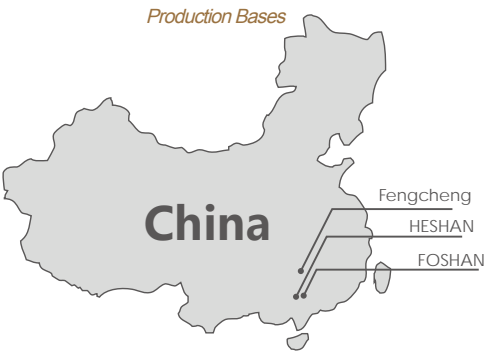 Production Bases
China
Fengcheng
HESHAN
FOSHAN